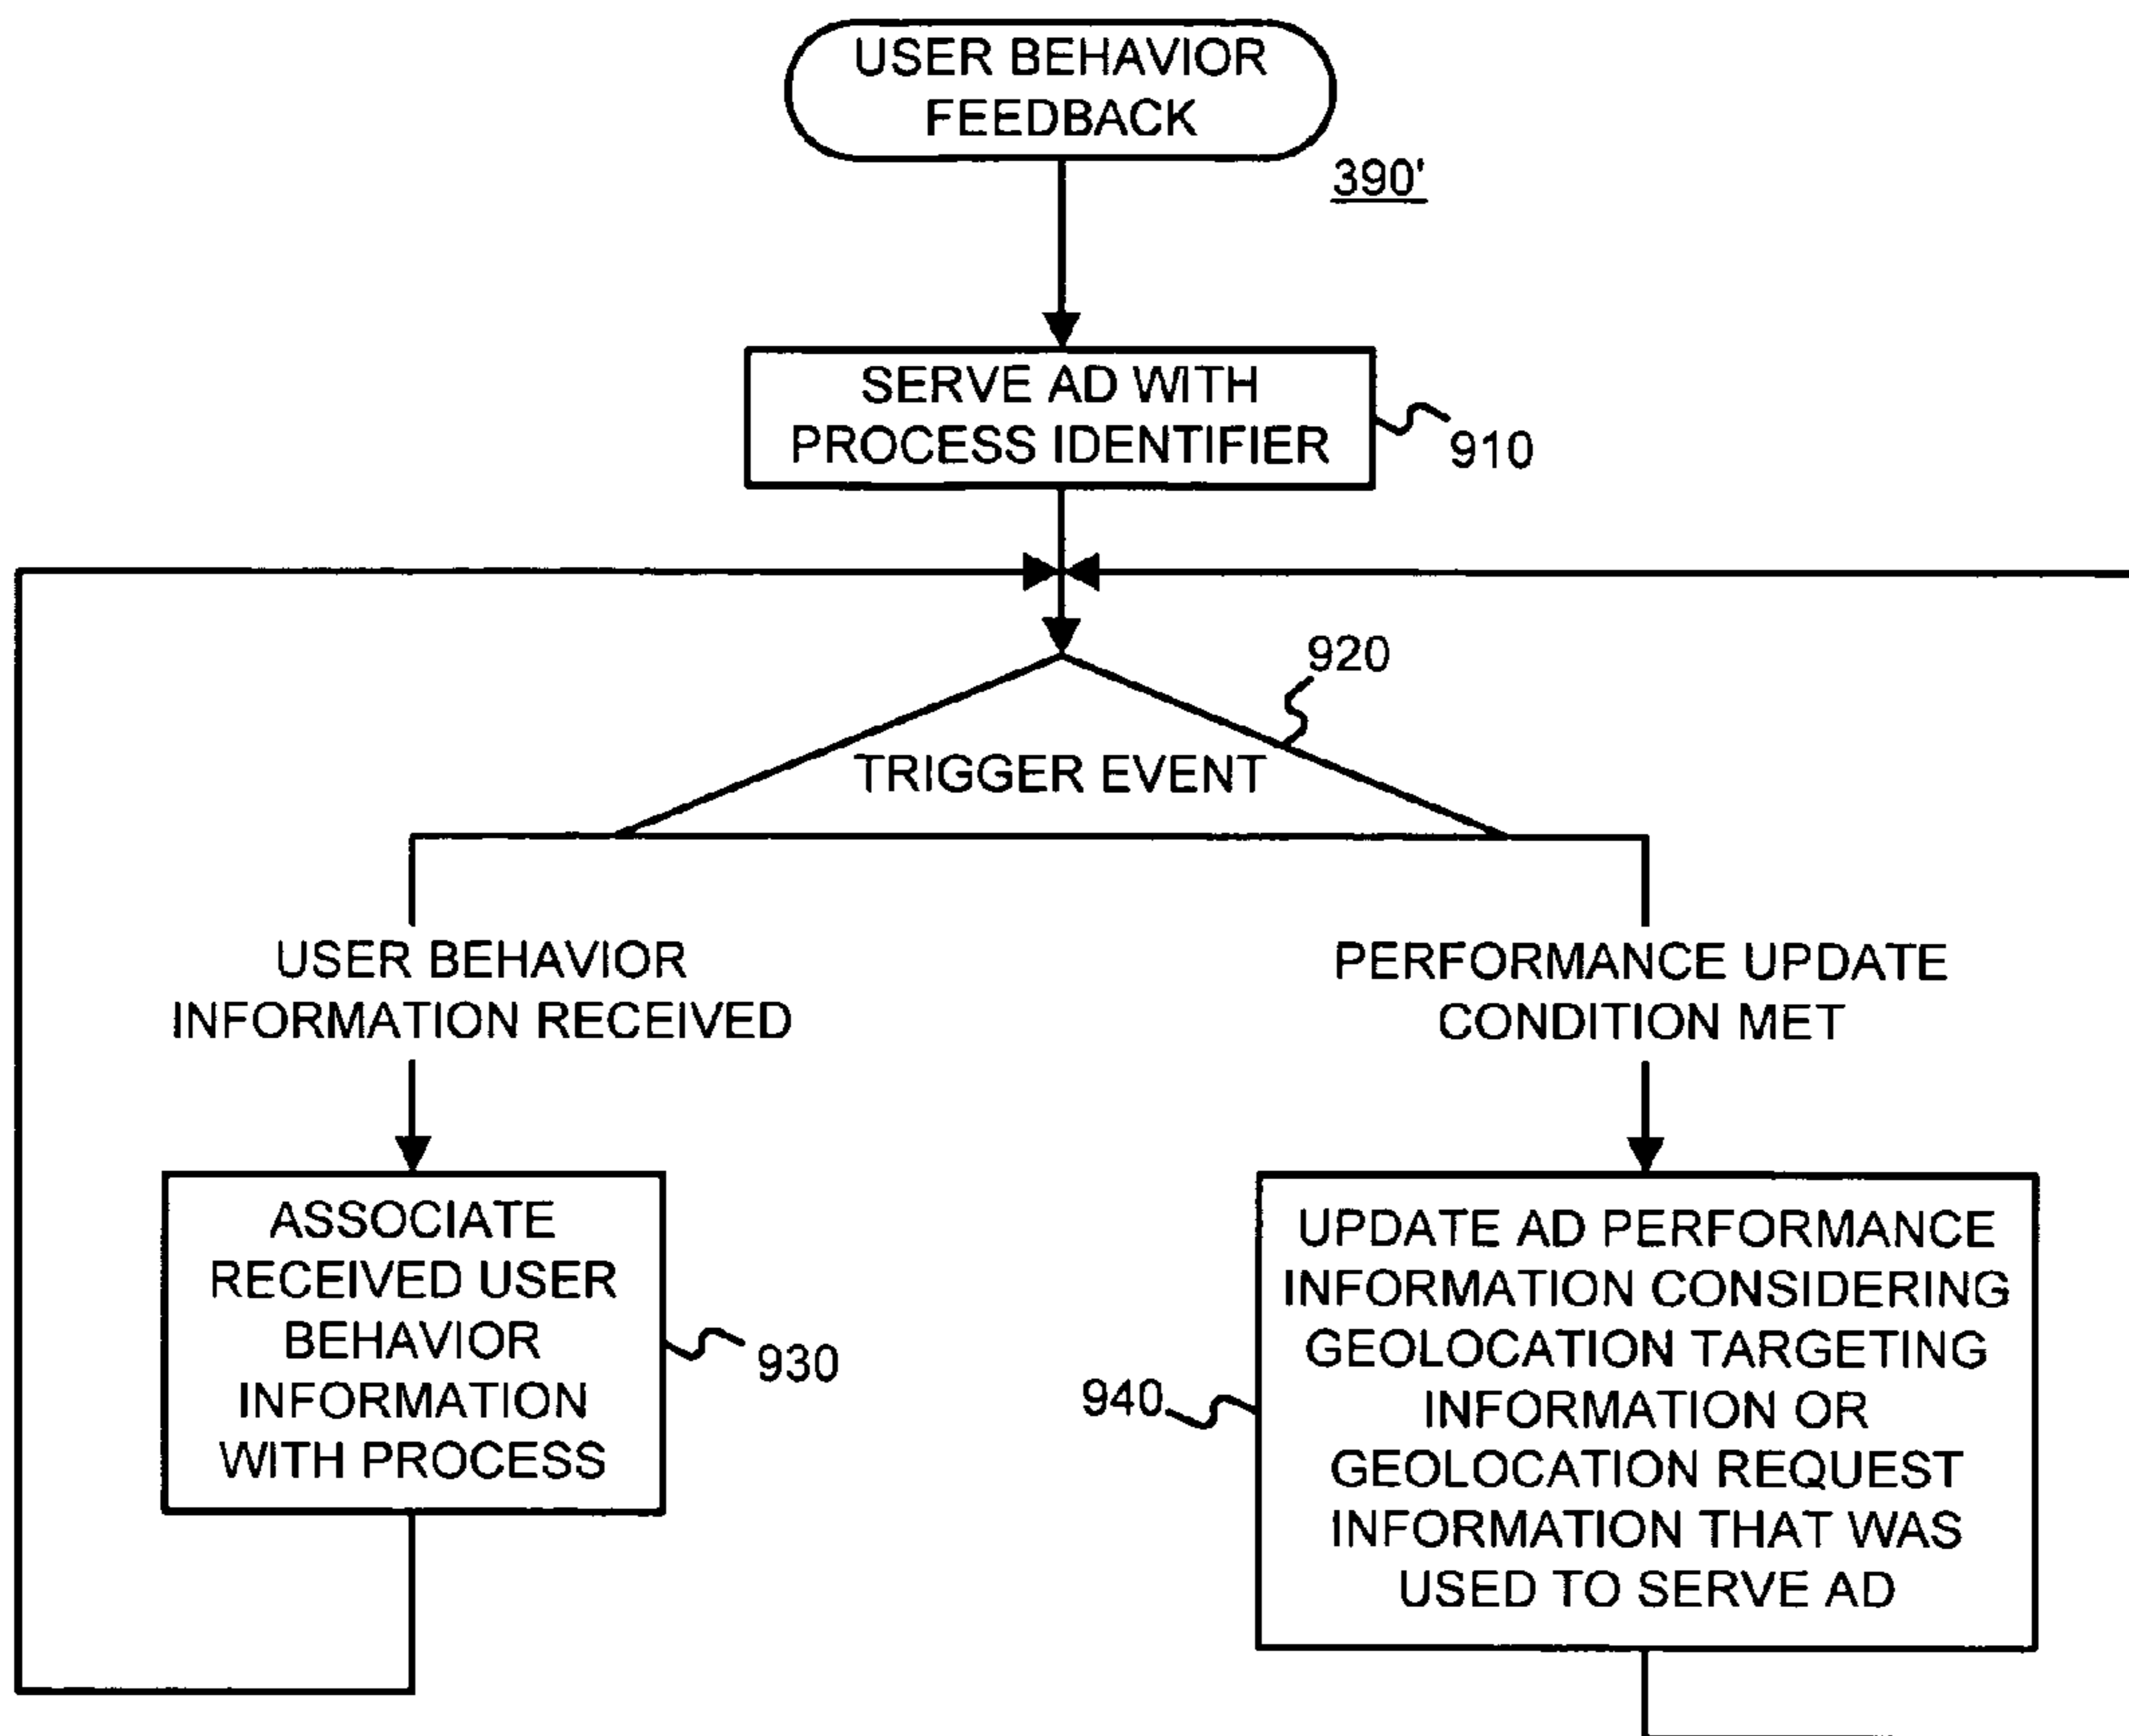 USER BEHAVIOR
FEEDBACK
390'
SERVE AD WITH
PROCESS IDENTIFIER
910
920
TRIGGER EVENT
USER BEHAVIOR
INFORMATION RECEIVED
PERFORMANCE UPDATE
CONDITION MET
ASSOCIATE
RECEIVED USER
BEHAVIOR
INFORMATION
WITH PROCESS
930
940
UPDATE AD PERFORMANCE
INFORMATION CONSIDERING
GEOLOCATION TARGETING
INFORMATION OR
GEOLOCATION REQUEST
INFORMATION THAT WAS
USED TO SERVE AD